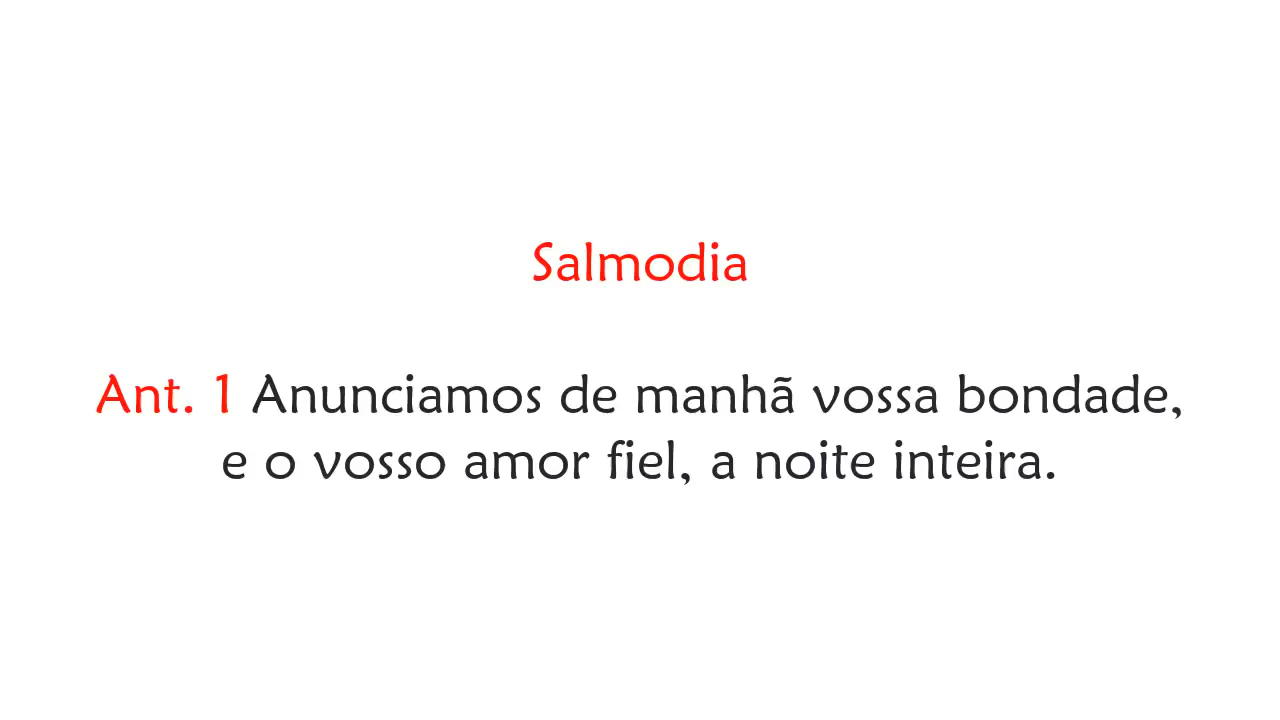 Salmodia
Ant. 1 Anunciamos de manhã vossa bondade,
e o vosso amor fiel, a noite inteira.